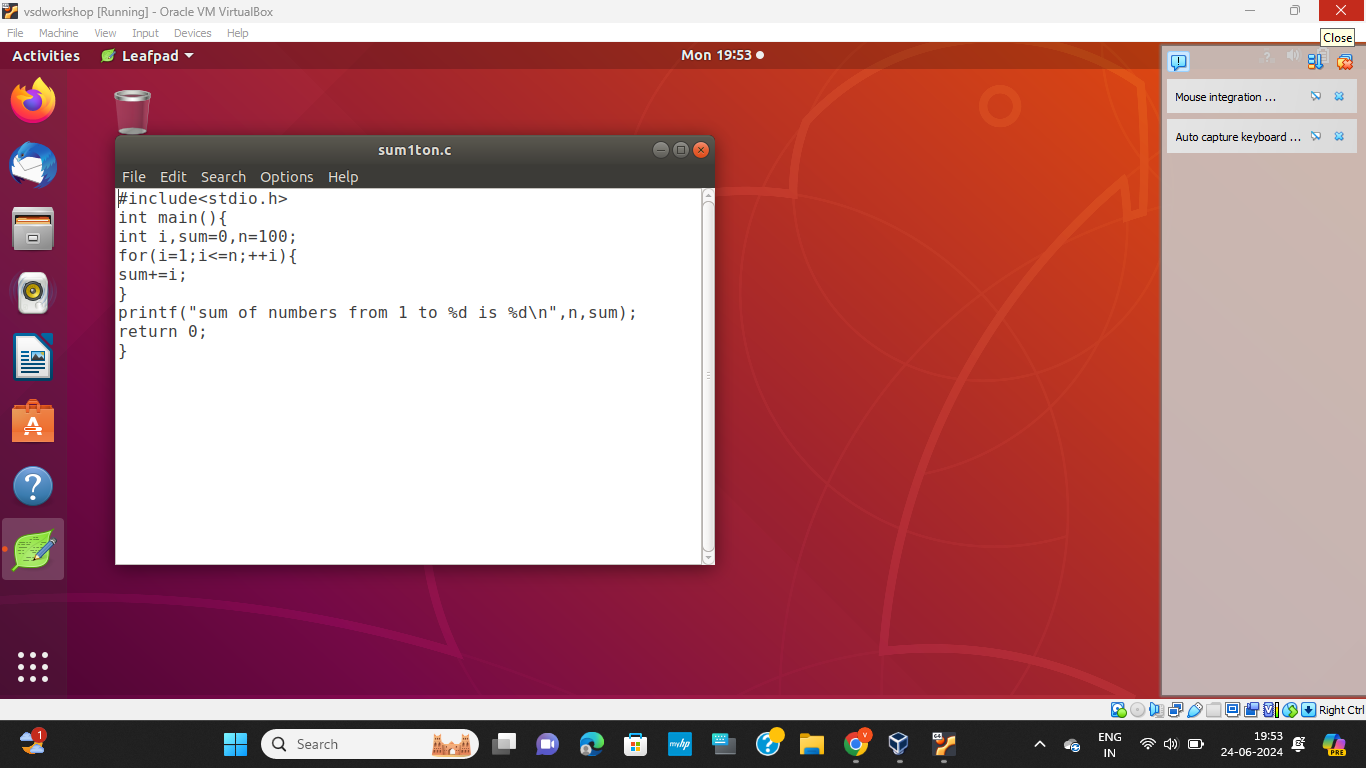 vsdworkshop [Running] - Oracle VM VirtualBox
File Machine View Input Devices Help
Close
Activities Leafpad Mon 19:53
Mouse integration ...
Auto capture keyboard ...
sum1ton.c
File Edit Search Options Help
#include<stdio.h>
int main(){
int i,sum=0,n=100;
for(i=1;i<=n;++i){
sum+=i;
}
printf("sum of numbers from 1 to %d is %d\n",n,sum);
return 0;
}
Right Ctrl
1
Search
myhp
v
64
ENG
IN
19:53
24-06-2024
PRE